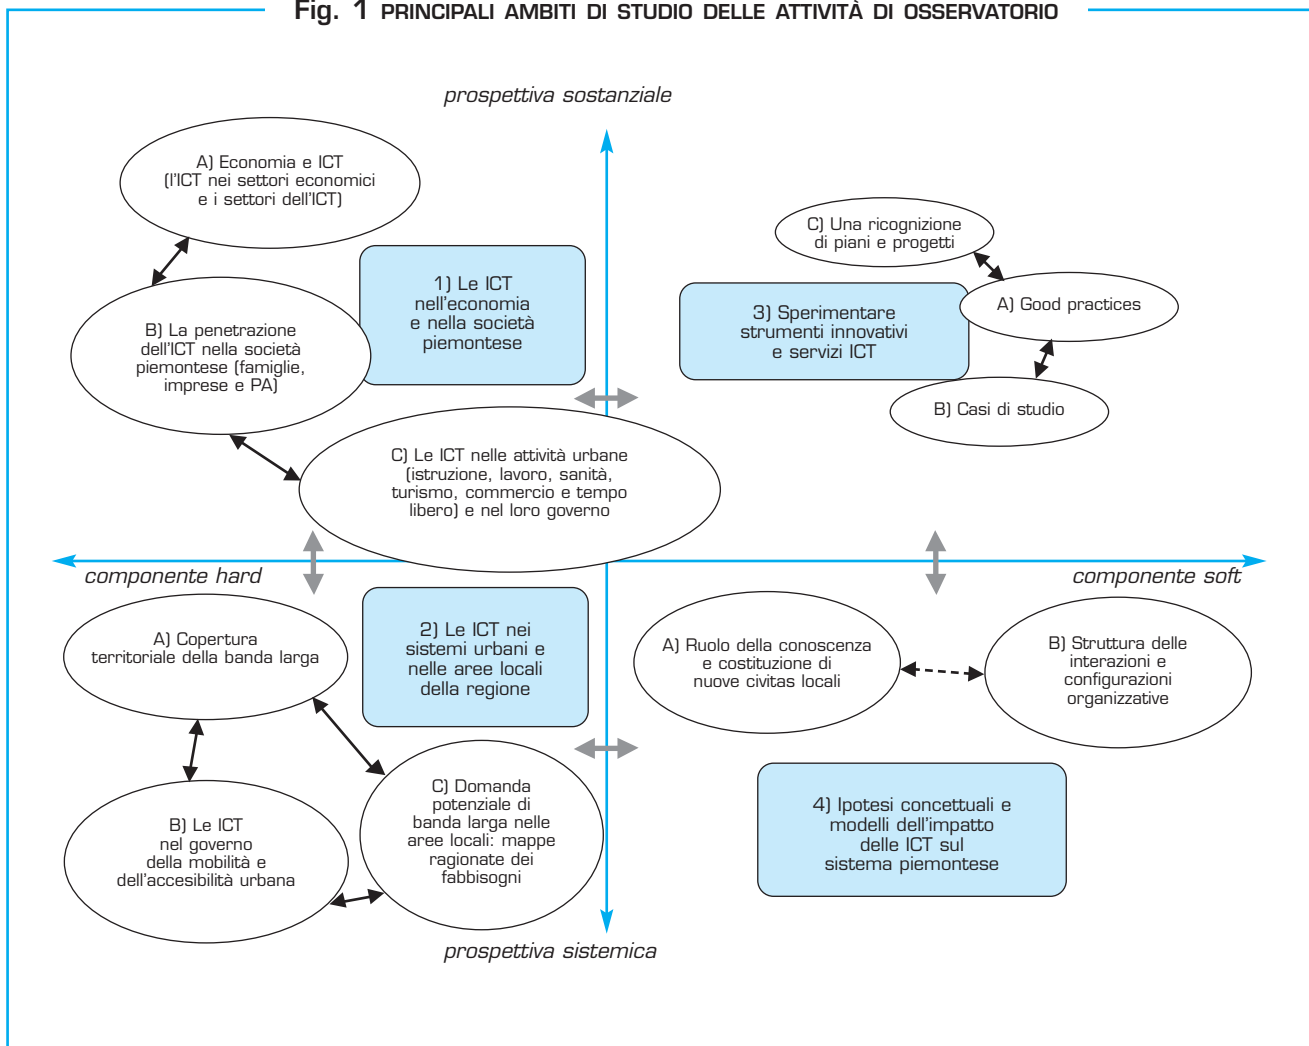 Fig. 1 PRINCIPALI AMBITI DI STUDIO DELLE ATTIVITÀ DI OSSERVATORIO
prospettiva sostanziale
A) Economia e ICT
(l'ICT nei settori economici
e i settori dell'ICT)
B) La penetrazione
dell'ICT nella società
piemontese (famiglie,
imprese e PA)
1) Le ICT
nell'economia
e nella società
piemontese
C) Le ICT nelle attività urbane
(istruzione, lavoro, sanità,
turismo, commercio e tempo
libero) e nel loro governo
C) Una ricognizione
di piani e progetti
A) Good practices
3) Sperimentare
strumenti innovativi
e servizi ICT
B) Casi di studio
componente hard
componente soft
A) Copertura
territoriale della banda larga
2) Le ICT nei
sistemi urbani e
nelle aree locali
della regione
B) Le ICT
nel governo
della mobilità e
dell'accesibilità urbana
C) Domanda
potenziale di
banda larga nelle
aree locali: mappe
ragionate dei
fabbisogni
A) Ruolo della conoscenza
e costituzione di
nuove civitas locali
B) Struttura delle
interazioni e
configurazioni
organizzative
4) Ipotesi concettuali e
modelli dell'impatto
delle ICT sul
sistema piemontese
prospettiva sistemica